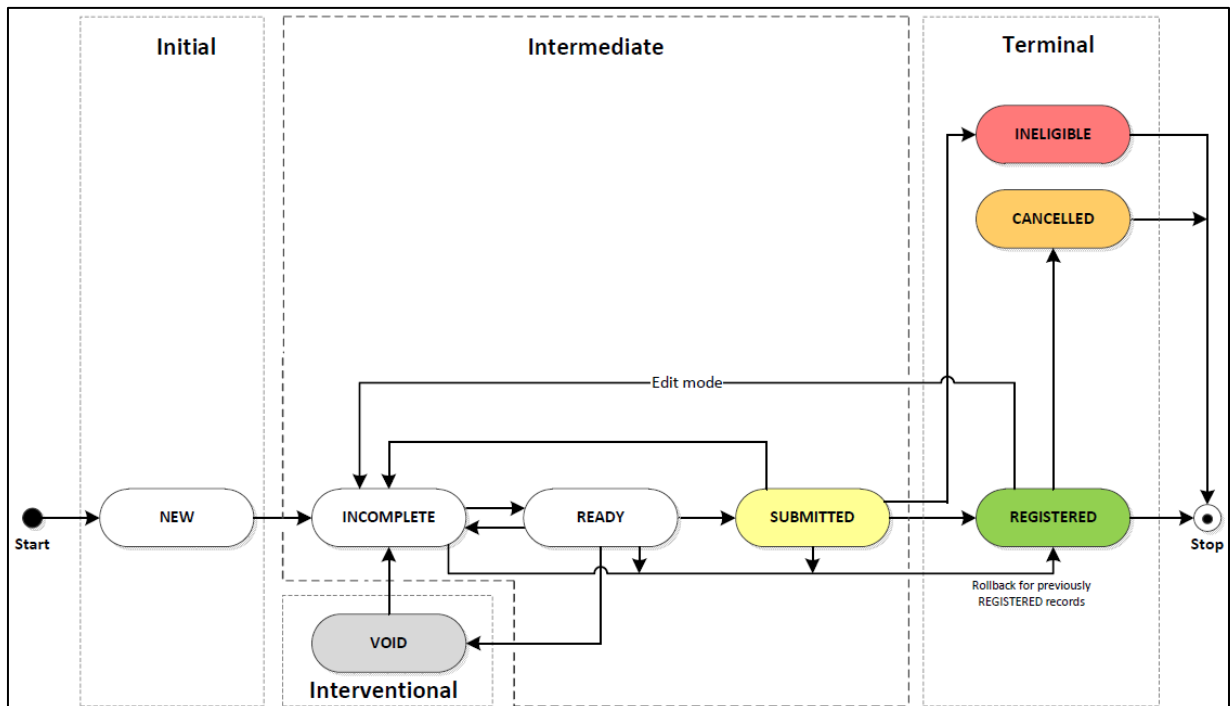 Initial
Intermediate
Terminal
INELIGIBLE
CANCELLED
Edit mode
NEW
INCOMPLETE
READY
SUBMITTED
REGISTERED
Start
Stop
Rollback for previously
REGISTERED records
VOID
Interventional